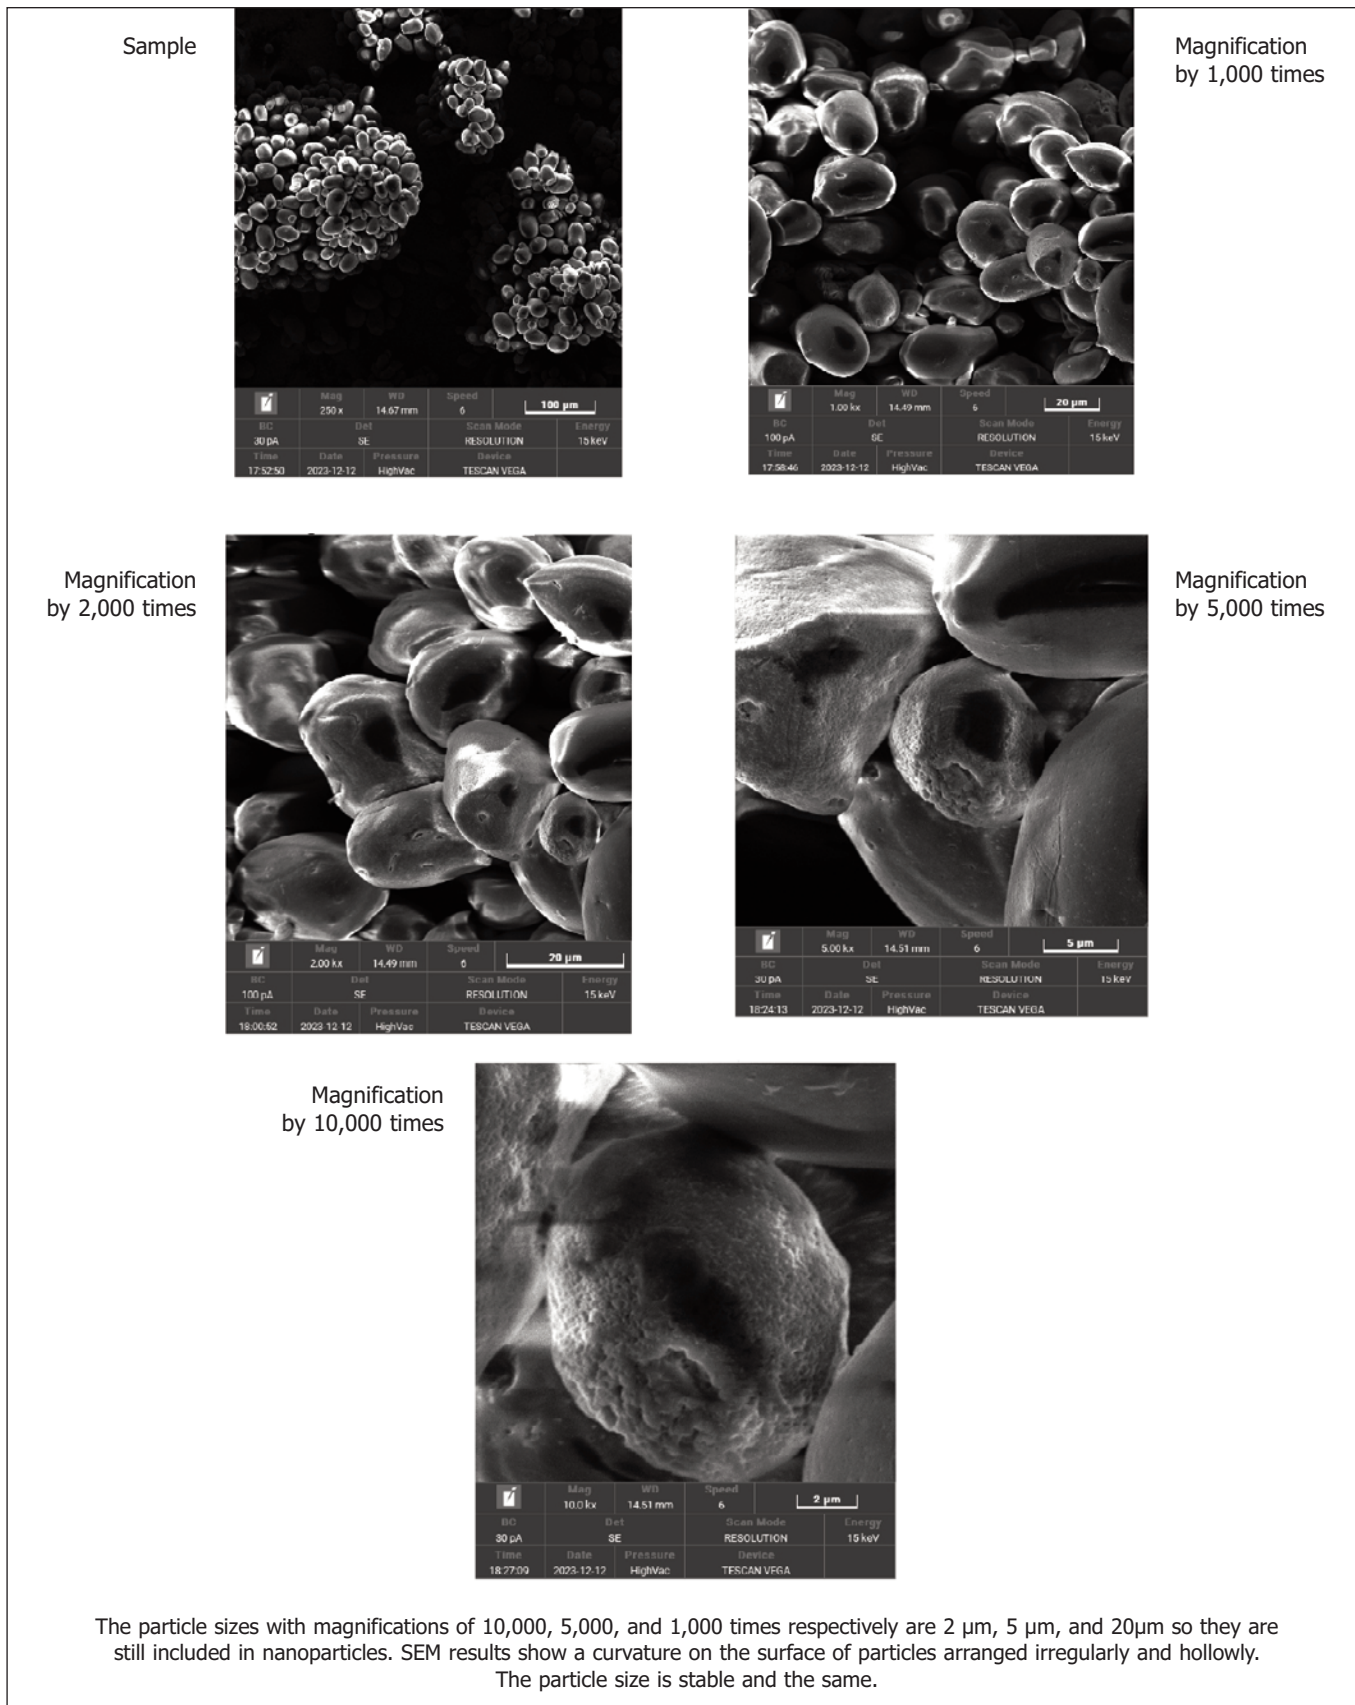 Sample
Mag WD Speed
250 x 14.67 mm 6 100 µm
BC Det Scan Mode Energy
30 pA SE RESOLUTION 15 keV
Time Date Pressure Device
17:52:50 2023-12-12 HighVac TESCAN VEGA
Magnification
by 1,000 times
Mag WD Speed
1.00 kx 14.49 mm 6 20 µm
BC Det Scan Mode Energy
100 pA SE RESOLUTION 15 keV
Time Date Pressure Device
17:58:46 2023-12-12 HighVac TESCAN VEGA
Magnification
by 2,000 times
Mag WD Speed
2.00 kx 14.49 mm 6 20 µm
BC Det Scan Mode Energy
100 pA SE RESOLUTION 15 keV
Time Date Pressure Device
18:00:52 2023-12-12 HighVac TESCAN VEGA
Magnification
by 5,000 times
Mag WD Speed
5.00 kx 14.51 mm 6 5 µm
BC Det Scan Mode Energy
30 pA SE RESOLUTION 15 keV
Time Date Pressure Device
18:24:13 2023-12-12 HighVac TESCAN VEGA
Magnification
by 10,000 times
Mag WD Speed
10.0 kx 14.51 mm 6 2 µm
BC Det Scan Mode Energy
30 pA SE RESOLUTION 15 keV
Time Date Pressure Device
18:27:09 2023-12-12 HighVac TESCAN VEGA
The particle sizes with magnifications of 10,000, 5,000, and 1,000 times respectively are 2 µm, 5 µm, and 20µm so they are
still included in nanoparticles. SEM results show a curvature on the surface of particles arranged irregularly and hollowly.
The particle size is stable and the same.